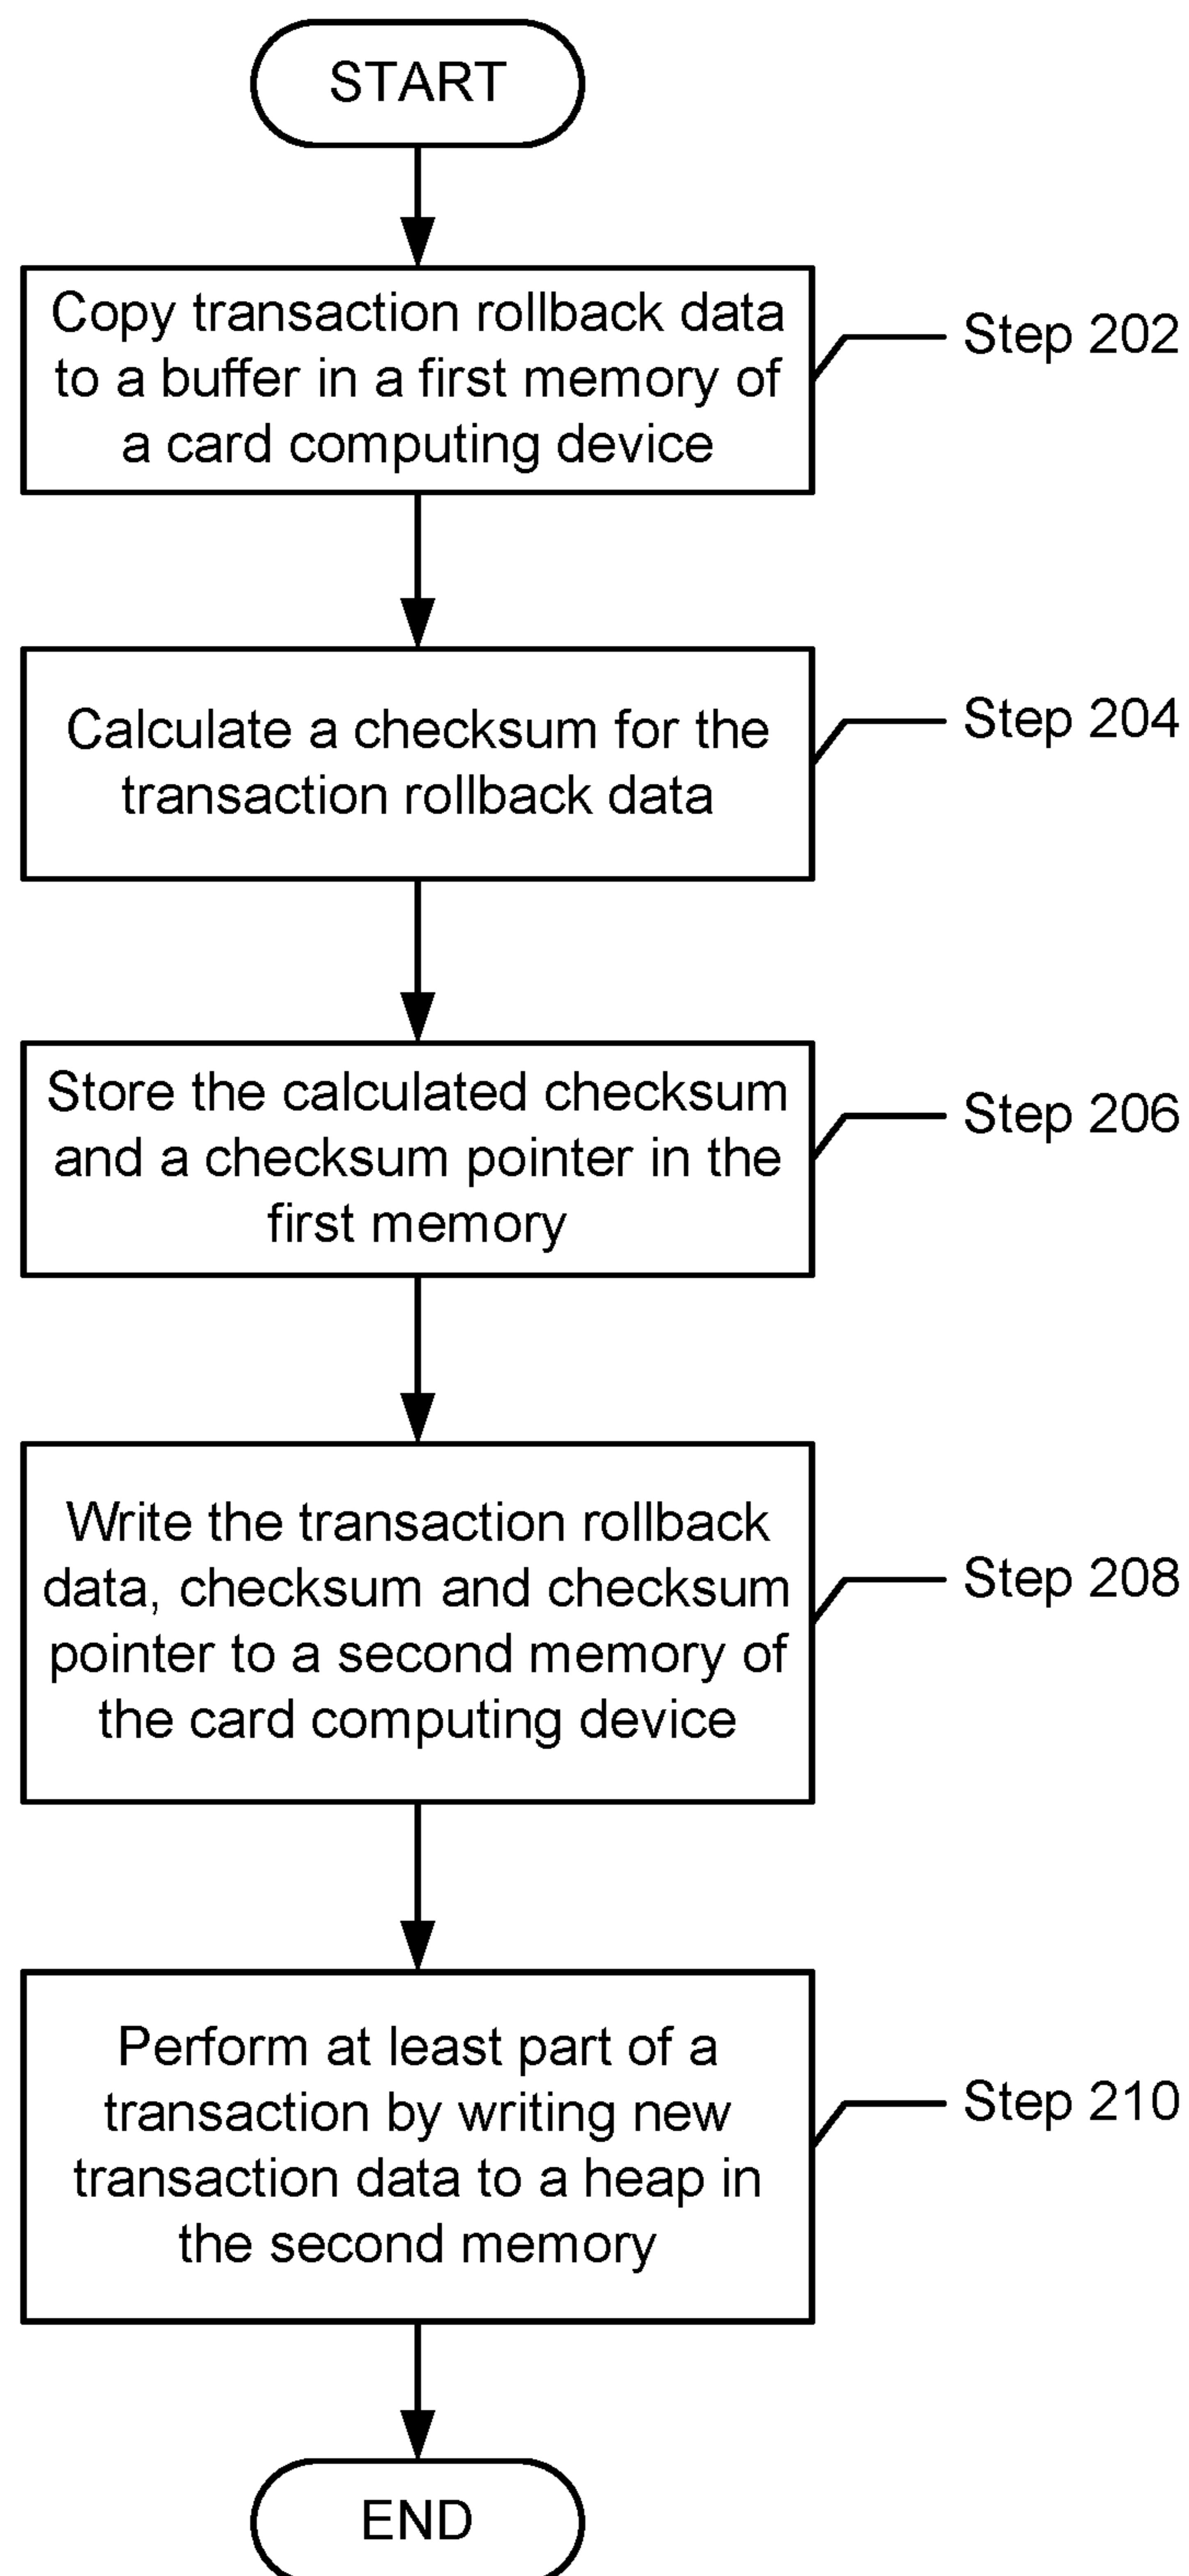 START
Copy transaction rollback data
to a buffer in a first memory of
a card computing device
Step 202
Calculate a checksum for the
transaction rollback data
Step 204
Store the calculated checksum
and a checksum pointer in the
first memory
Step 206
Write the transaction rollback
data, checksum and checksum
pointer to a second memory of
the card computing device
Step 208
Perform at least part of a
transaction by writing new
transaction data to a heap in
the second memory
Step 210
END